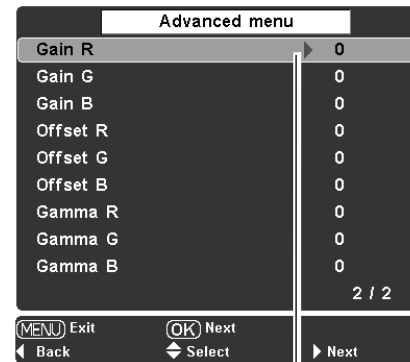 Advanced menu
Gain R 0
Gain G 0
Gain B 0
Offset R 0
Offset G 0
Offset B 0
Gamma R 0
Gamma G 0
Gamma B 0
2 / 2
MENU Exit OK Next
Back Select Next